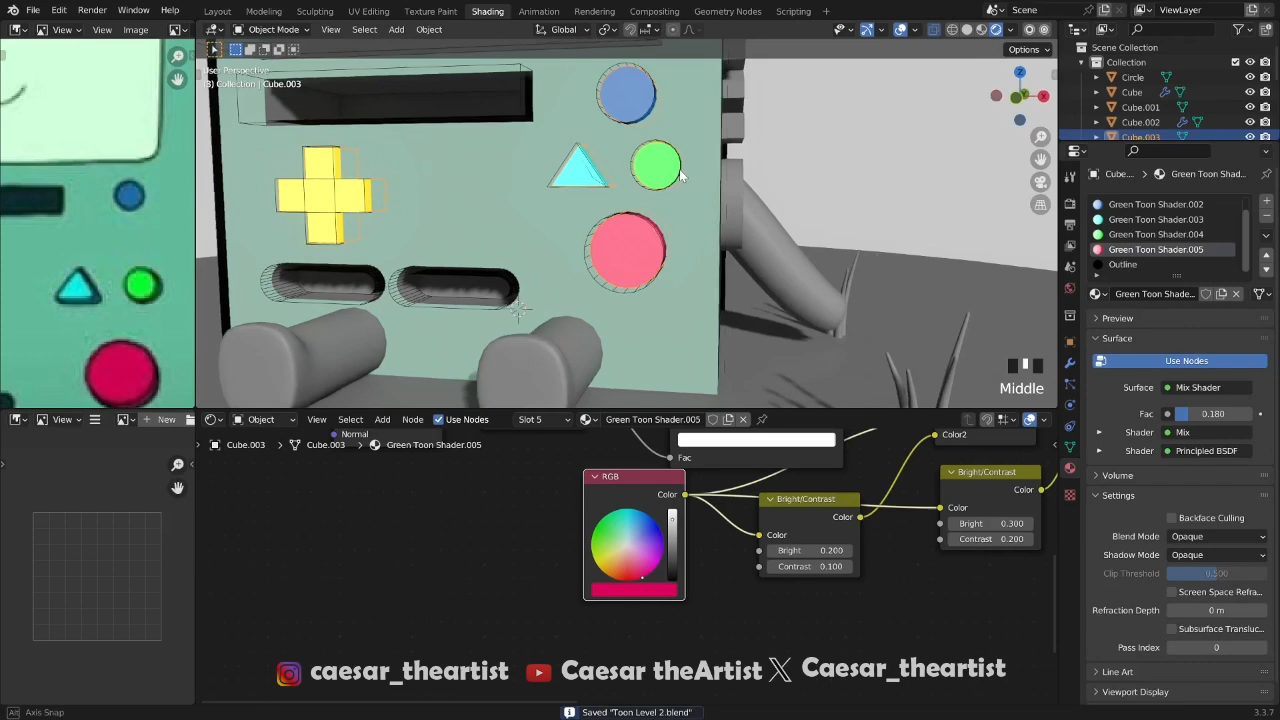 File Edit Render Window Help Layout Modeling Sculpting UV Editing Texture Paint Shading Animation Rendering Compositing Geometry Nodes Scripting Scene ViewLayer
View View Image Object Mode View Select Add Object Global
Options
User Perspective
(8) Collection | Cube.003
Scene Collection
Collection
Circle
Cube
Cube.001
Cube.002
Cube.003
Cube... Green Toon Shad...
Green Toon Shader.002
Green Toon Shader.003
Green Toon Shader.004
Green Toon Shader.005
Outline
Green Toon Shade...
Preview
Surface
Use Nodes
Surface Mix Shader
Fac 0.180
Shader Mix
Shader Principled BSDF
Volume
Settings
Backface Culling
Blend Mode Opaque
Shadow Mode Opaque
Clip Threshold 0.500
Screen Space Refra...
Refraction Depth 0 m
Subsurface Transluc...
Pass Index 0
Line Art
Viewport Display
Middle
View New
Object View Select Add Node Use Nodes Slot 5 Green Toon Shader.005
Normal
Cube.003 Cube.003 Green Toon Shader.005
Fac
Color2
RGB
Color
Bright/Contrast
Color
Color
Bright 0.200
Contrast 0.100
Bright/Contrast
Color
Color
Bright 0.300
Contrast 0.200
caesar_theartist Caesar theArtist Caesar_theartist
Axis Snap
Saved "Toon Level 2.blend"
3.3.7